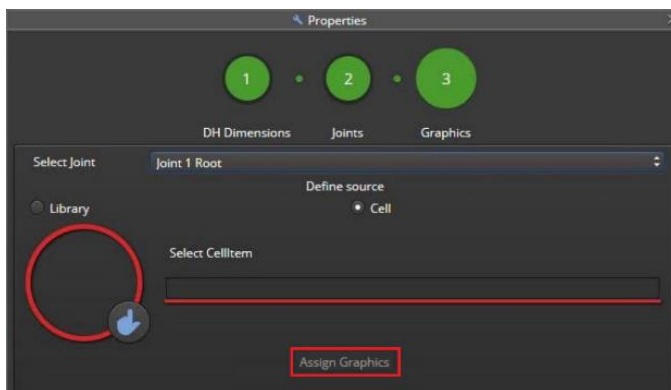 Properties
1
2
3
DH Dimensions Joints Graphics
Select Joint Joint 1 Root
Define source
Library Cell
Select CellItem
Assign Graphics